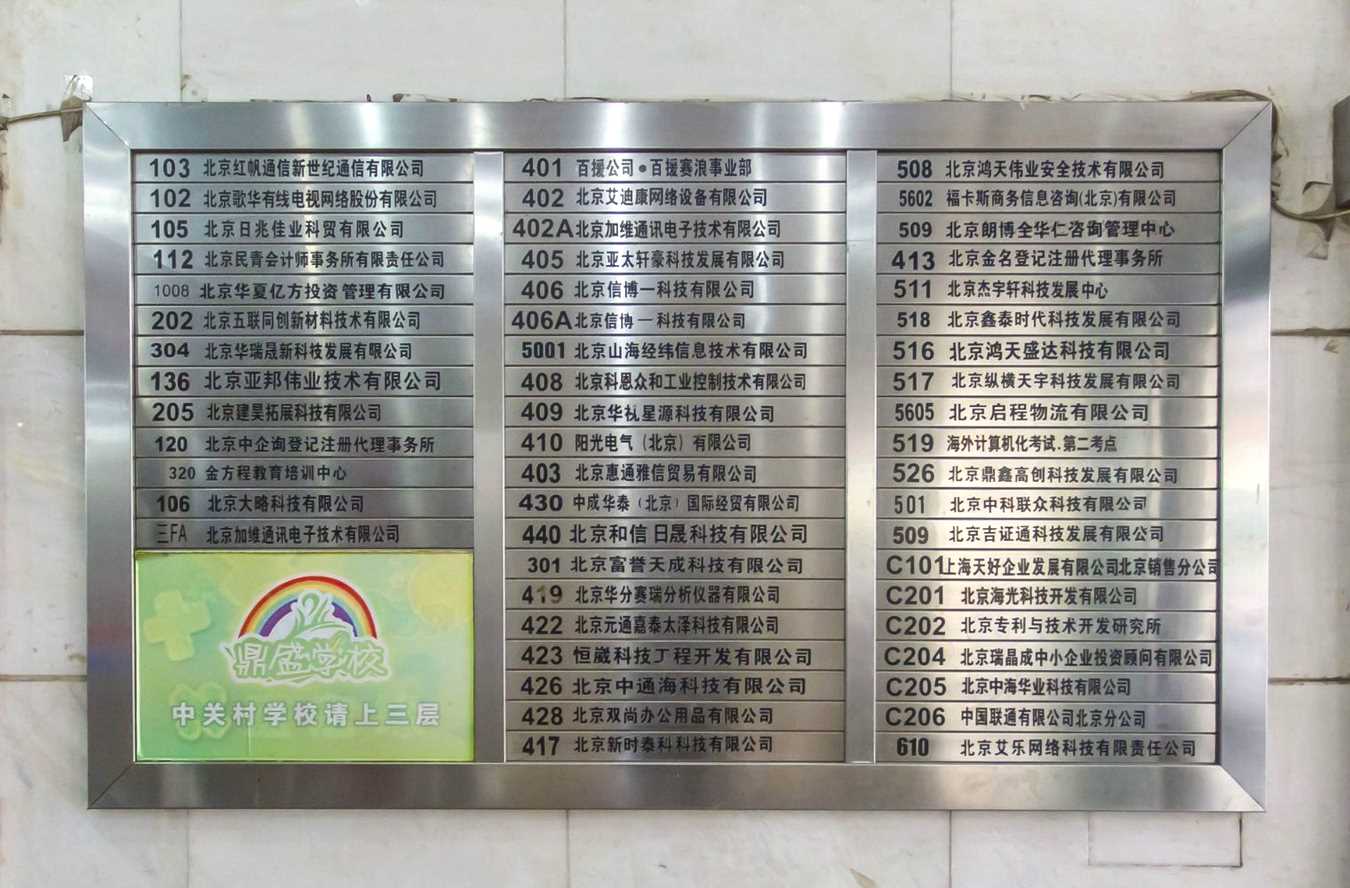 103 北京红帆通信新世纪通信有限公司
102 北京歌华有线电视网络股份有限公司
105 北京日兆佳业科贸有限公司
112 北京民青会计师事务所有限责任公司
1008 北京华夏亿方投资管理有限公司
202 北京五联同创新材料技术有限公司
304 北京华瑞晟新科技发展有限公司
136 北京亚邦伟业技术有限公司
205 北京建昊拓展科技有限公司
120 北京中企询登记注册代理事务所
320 金方程教育培训中心
106 北京大略科技有限公司
三FA 北京加维通讯电子技术有限公司
鼎盛学校
中关村学校请上三层
401 百援公司●百援赛浪事业部
402 北京艾迪康网络设备有限公司
402A 北京加维通讯电子技术有限公司
405 北京亚太轩豪科技发展有限公司
406 北京信博一科技有限公司
406A 北京信博一科技有限公司
5001 北京山海经纬信息技术有限公司
408 北京科恩众和工业控制技术有限公司
409 北京华视星源科技有限公司
410 阳光电气（北京）有限公司
403 北京惠通雅信贸易有限公司
430 中成华泰（北京）国际经贸有限公司
440 北京和信日晟科技有限公司
301 北京富誉天成科技有限公司
419 北京华分赛瑞分析仪器有限公司
422 北京元通嘉泰太泽科技有限公司
423 恒崴科技工程开发有限公司
426 北京中通海科技有限公司
428 北京双尚办公用品有限公司
417 北京新时泰科科技有限公司
508 北京鸿天伟业安全技术有限公司
5602 福卡斯商务信息咨询(北京)有限公司
509 北京朗博全华仁咨询管理中心
413 北京金名登记注册代理事务所
511 北京杰宇轩科技发展中心
518 北京鑫泰时代科技发展有限公司
516 北京鸿天盛达科技有限公司
517 北京纵横天宇科技发展有限公司
5605 北京启程物流有限公司
519 海外计算机化考试.第二考点
526 北京鼎鑫高创科技发展有限公司
501 北京中科联众科技有限公司
509 北京吉证通科技发展有限公司
C101 上海天好企业发展有限公司北京销售分公司
C201 北京海光科技开发有限公司
C202 北京专利与技术开发研究所
C204 北京瑞晶成中小企业投资顾问有限公司
C205 北京中海华业科技有限公司
C206 中国联通有限公司北京分公司
610 北京艾乐网络科技有限责任公司